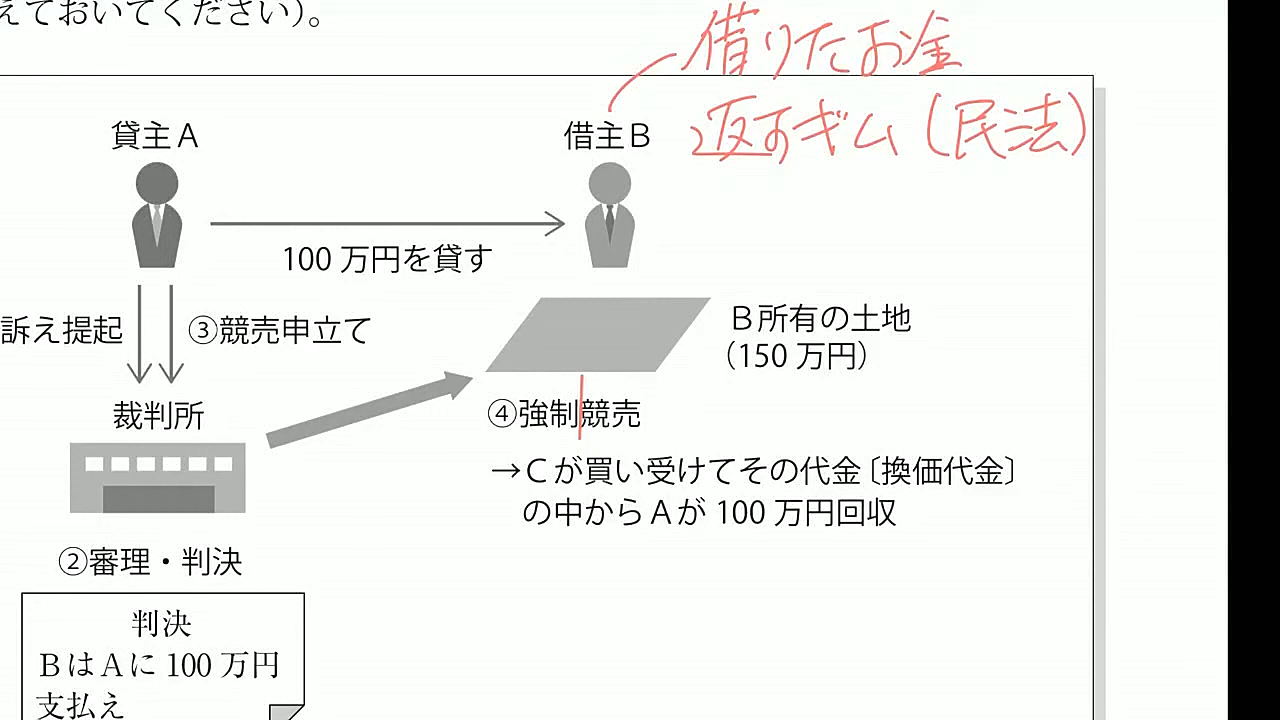 えておいてください）。
借りたお金
返すギム（民法）
貸主A
借主B
100 万円を貸す
訴え提起
③競売申立て
B所有の土地
（150 万円）
裁判所
④強制競売
→Cが買い受けてその代金〔換価代金〕
の中からAが 100 万円回収
②審理・判決
判決
BはAに 100 万円
支払え